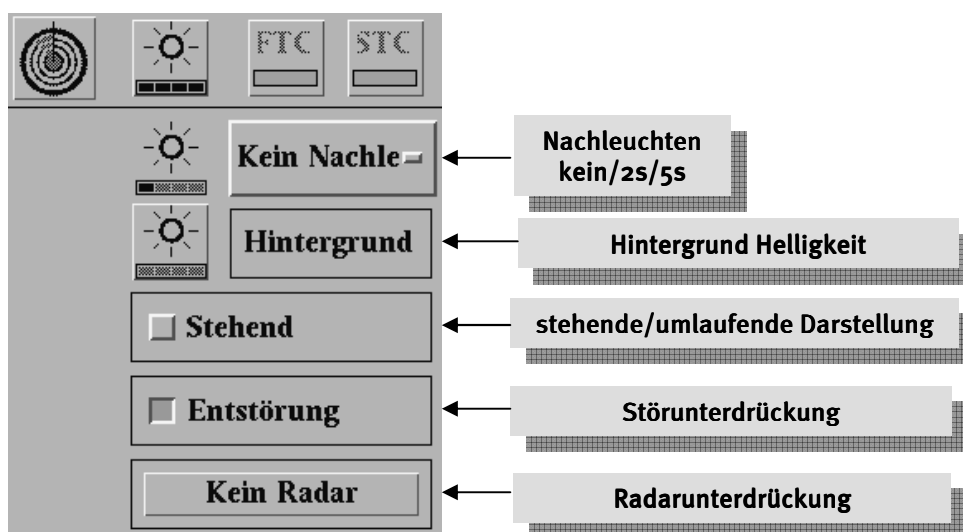 FTC STC
Kein Nachle
Nachleuchten
kein/2s/5s
Hintergrund
Hintergrund Helligkeit
Stehend
stehende/umlaufende Darstellung
Entstörung
Störunterdrückung
Kein Radar
Radarunterdrückung